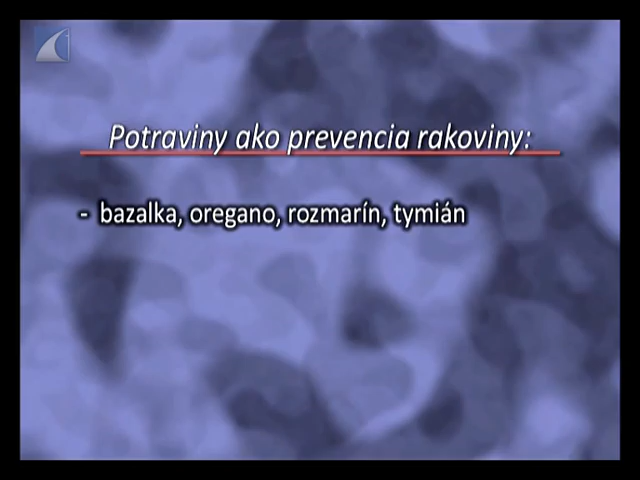 Potraviny ako prevencia rakoviny:
- bazalka, oregano, rozmarín, tymián